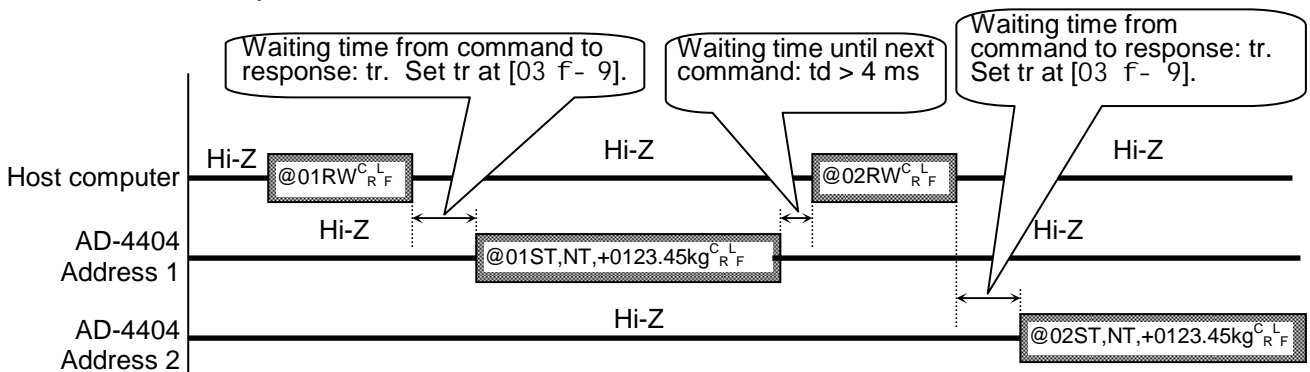 Waiting time from command to
response: tr. Set tr at [03 f- 9].
Waiting time until next
command: td > 4 ms
Waiting time from
command to response: tr.
Set tr at [03 f- 9].
Host computer
Hi-Z
@01RWCRLF
Hi-Z
@02RWCRLF
Hi-Z
AD-4404
Address 1
Hi-Z
@01ST,NT,+0123.45kgCRLF
Hi-Z
AD-4404
Address 2
Hi-Z
@02ST,NT,+0123.45kgCRLF